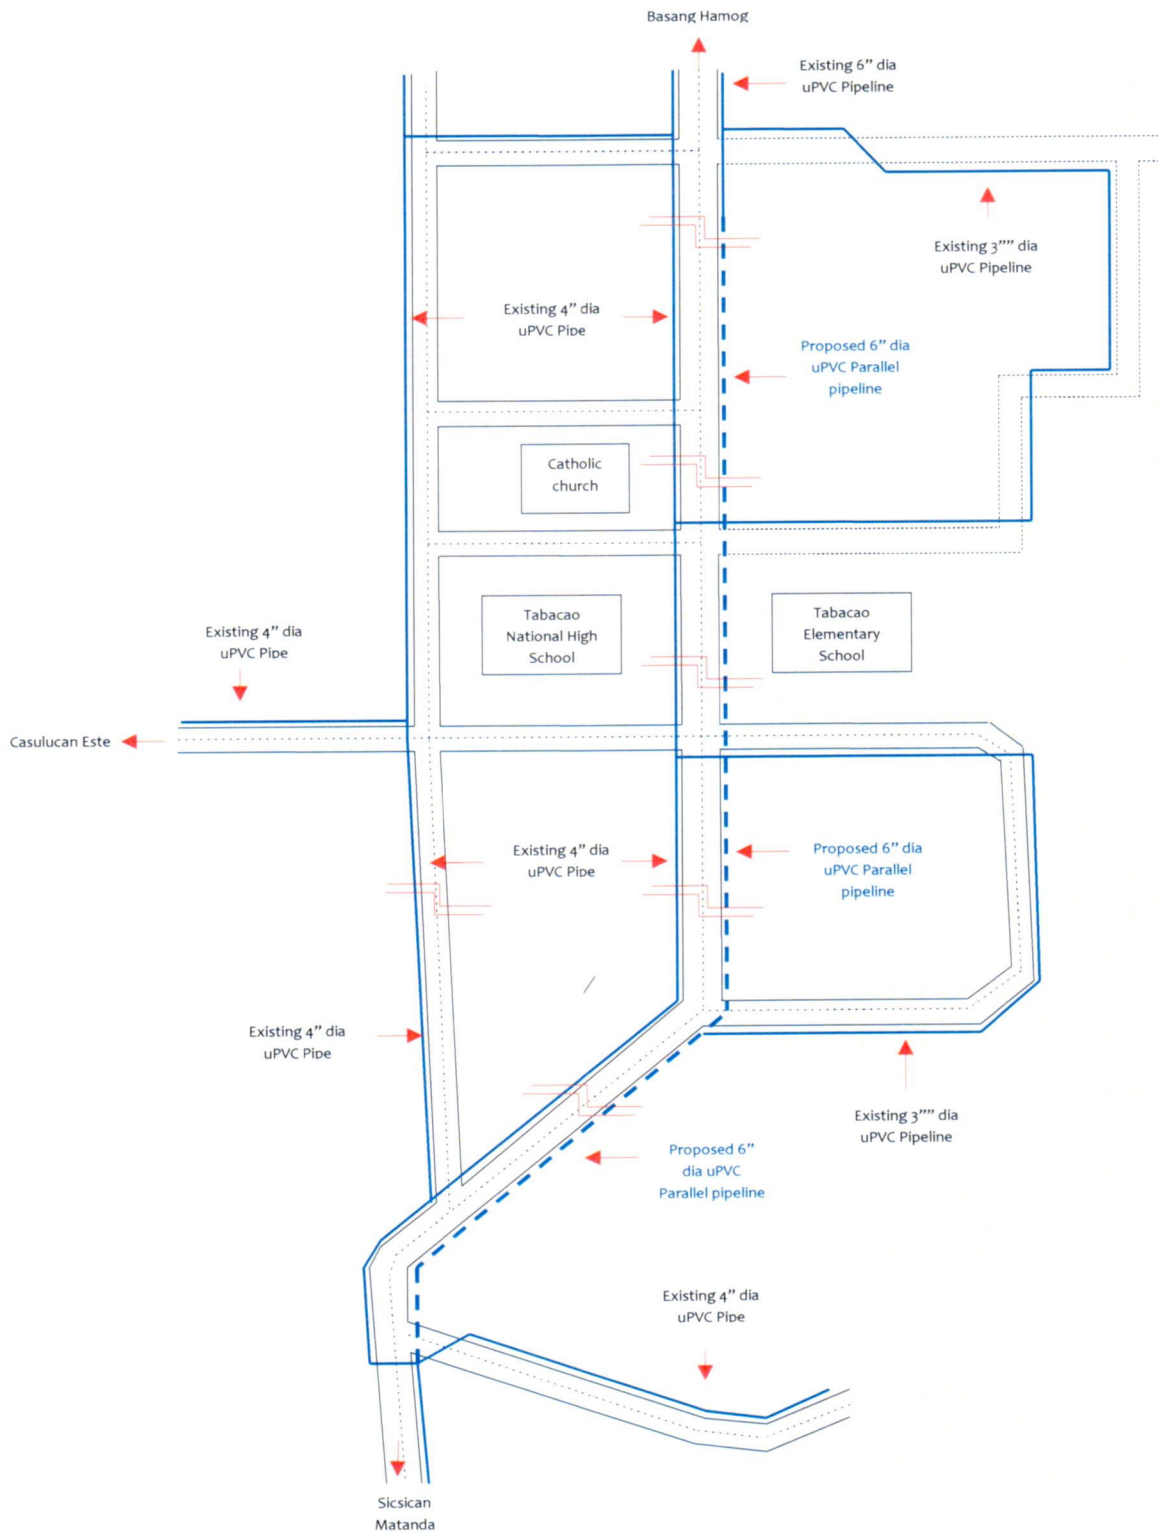 Basang Hamog
Existing 6” dia
uPVC Pipeline
Existing 3”” dia
uPVC Pipeline
Existing 4” dia
uPVC Pipe
Proposed 6” dia
uPVC Parallel
pipeline
Catholic
church
Tabacao
National High
School
Tabacao
Elementary
School
Existing 4” dia
uPVC Pipe
Casulucan Este
Existing 4” dia
uPVC Pipe
Proposed 6” dia
uPVC Parallel
pipeline
Existing 4” dia
uPVC Pipe
Existing 3”” dia
uPVC Pipeline
Proposed 6”
dia uPVC
Parallel pipeline
Existing 4” dia
uPVC Pipe
Sicsican
Matanda